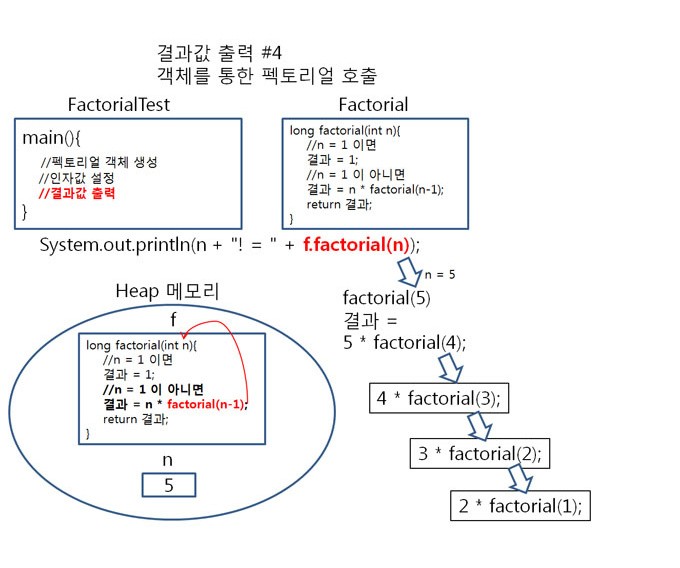 결과값 출력 #4
객체를 통한 펙토리얼 호출
FactorialTest
main(){
//펙토리얼 객체 생성
//인자값 설정
//결과값 출력
}
Factorial
long factorial(int n){
//n = 1 이면
결과 = 1;
//n = 1 이 아니면
결과 = n * factorial(n-1);
return 결과;
}
System.out.println(n + "! = " + f.factorial(n));
n = 5
Heap 메모리
f
long factorial(int n){
//n = 1 이면
결과 = 1;
//n = 1 이 아니면
결과 = n * factorial(n-1);
return 결과;
}
n
5
factorial(5)
결과 =
5 * factorial(4);
4 * factorial(3);
3 * factorial(2);
2 * factorial(1);